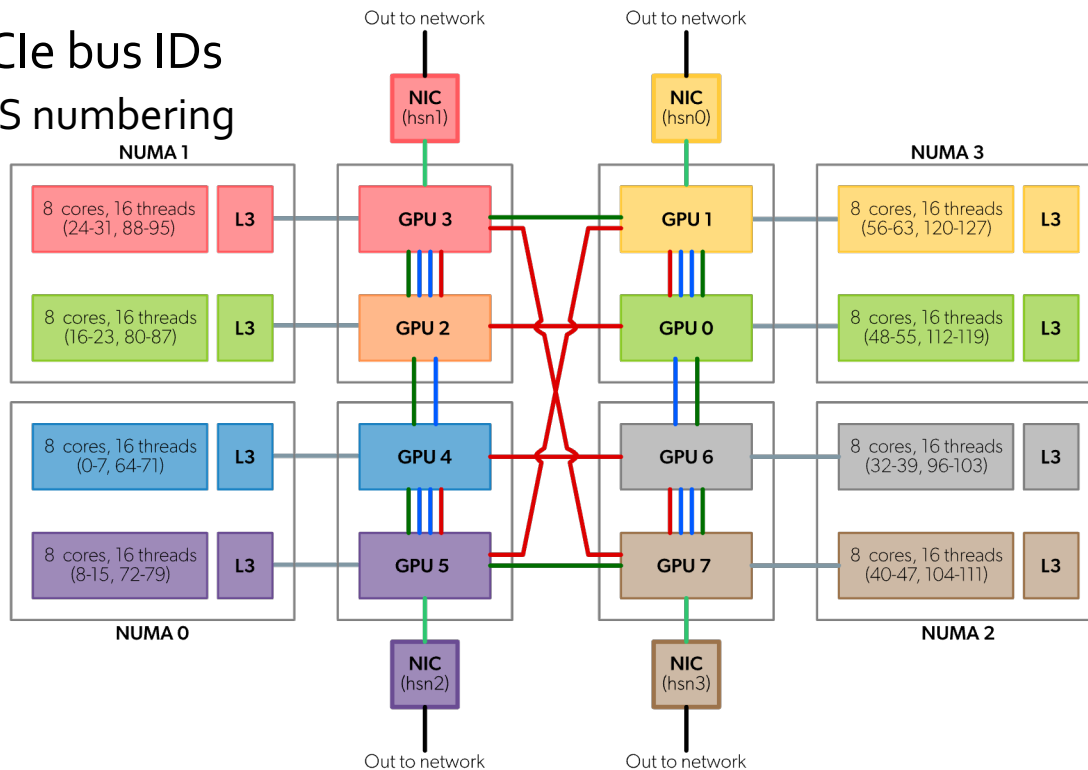 Out to network
Out to network
CIe bus IDs
S numbering
NIC
(hsn1)
NIC
(hsn0)
NUMA 1
NUMA 3
8 cores, 16 threads
(24-31, 88-95)
L3
GPU 3
GPU 1
8 cores, 16 threads
(56-63, 120-127)
L3
8 cores, 16 threads
(16-23, 80-87)
L3
GPU 2
GPU 0
8 cores, 16 threads
(48-55, 112-119)
L3
8 cores, 16 threads
(0-7, 64-71)
L3
GPU 4
GPU 6
8 cores, 16 threads
(32-39, 96-103)
L3
8 cores, 16 threads
(8-15, 72-79)
L3
GPU 5
GPU 7
8 cores, 16 threads
(40-47, 104-111)
L3
NUMA 0
NUMA 2
NIC
(hsn2)
NIC
(hsn3)
Out to network
Out to network